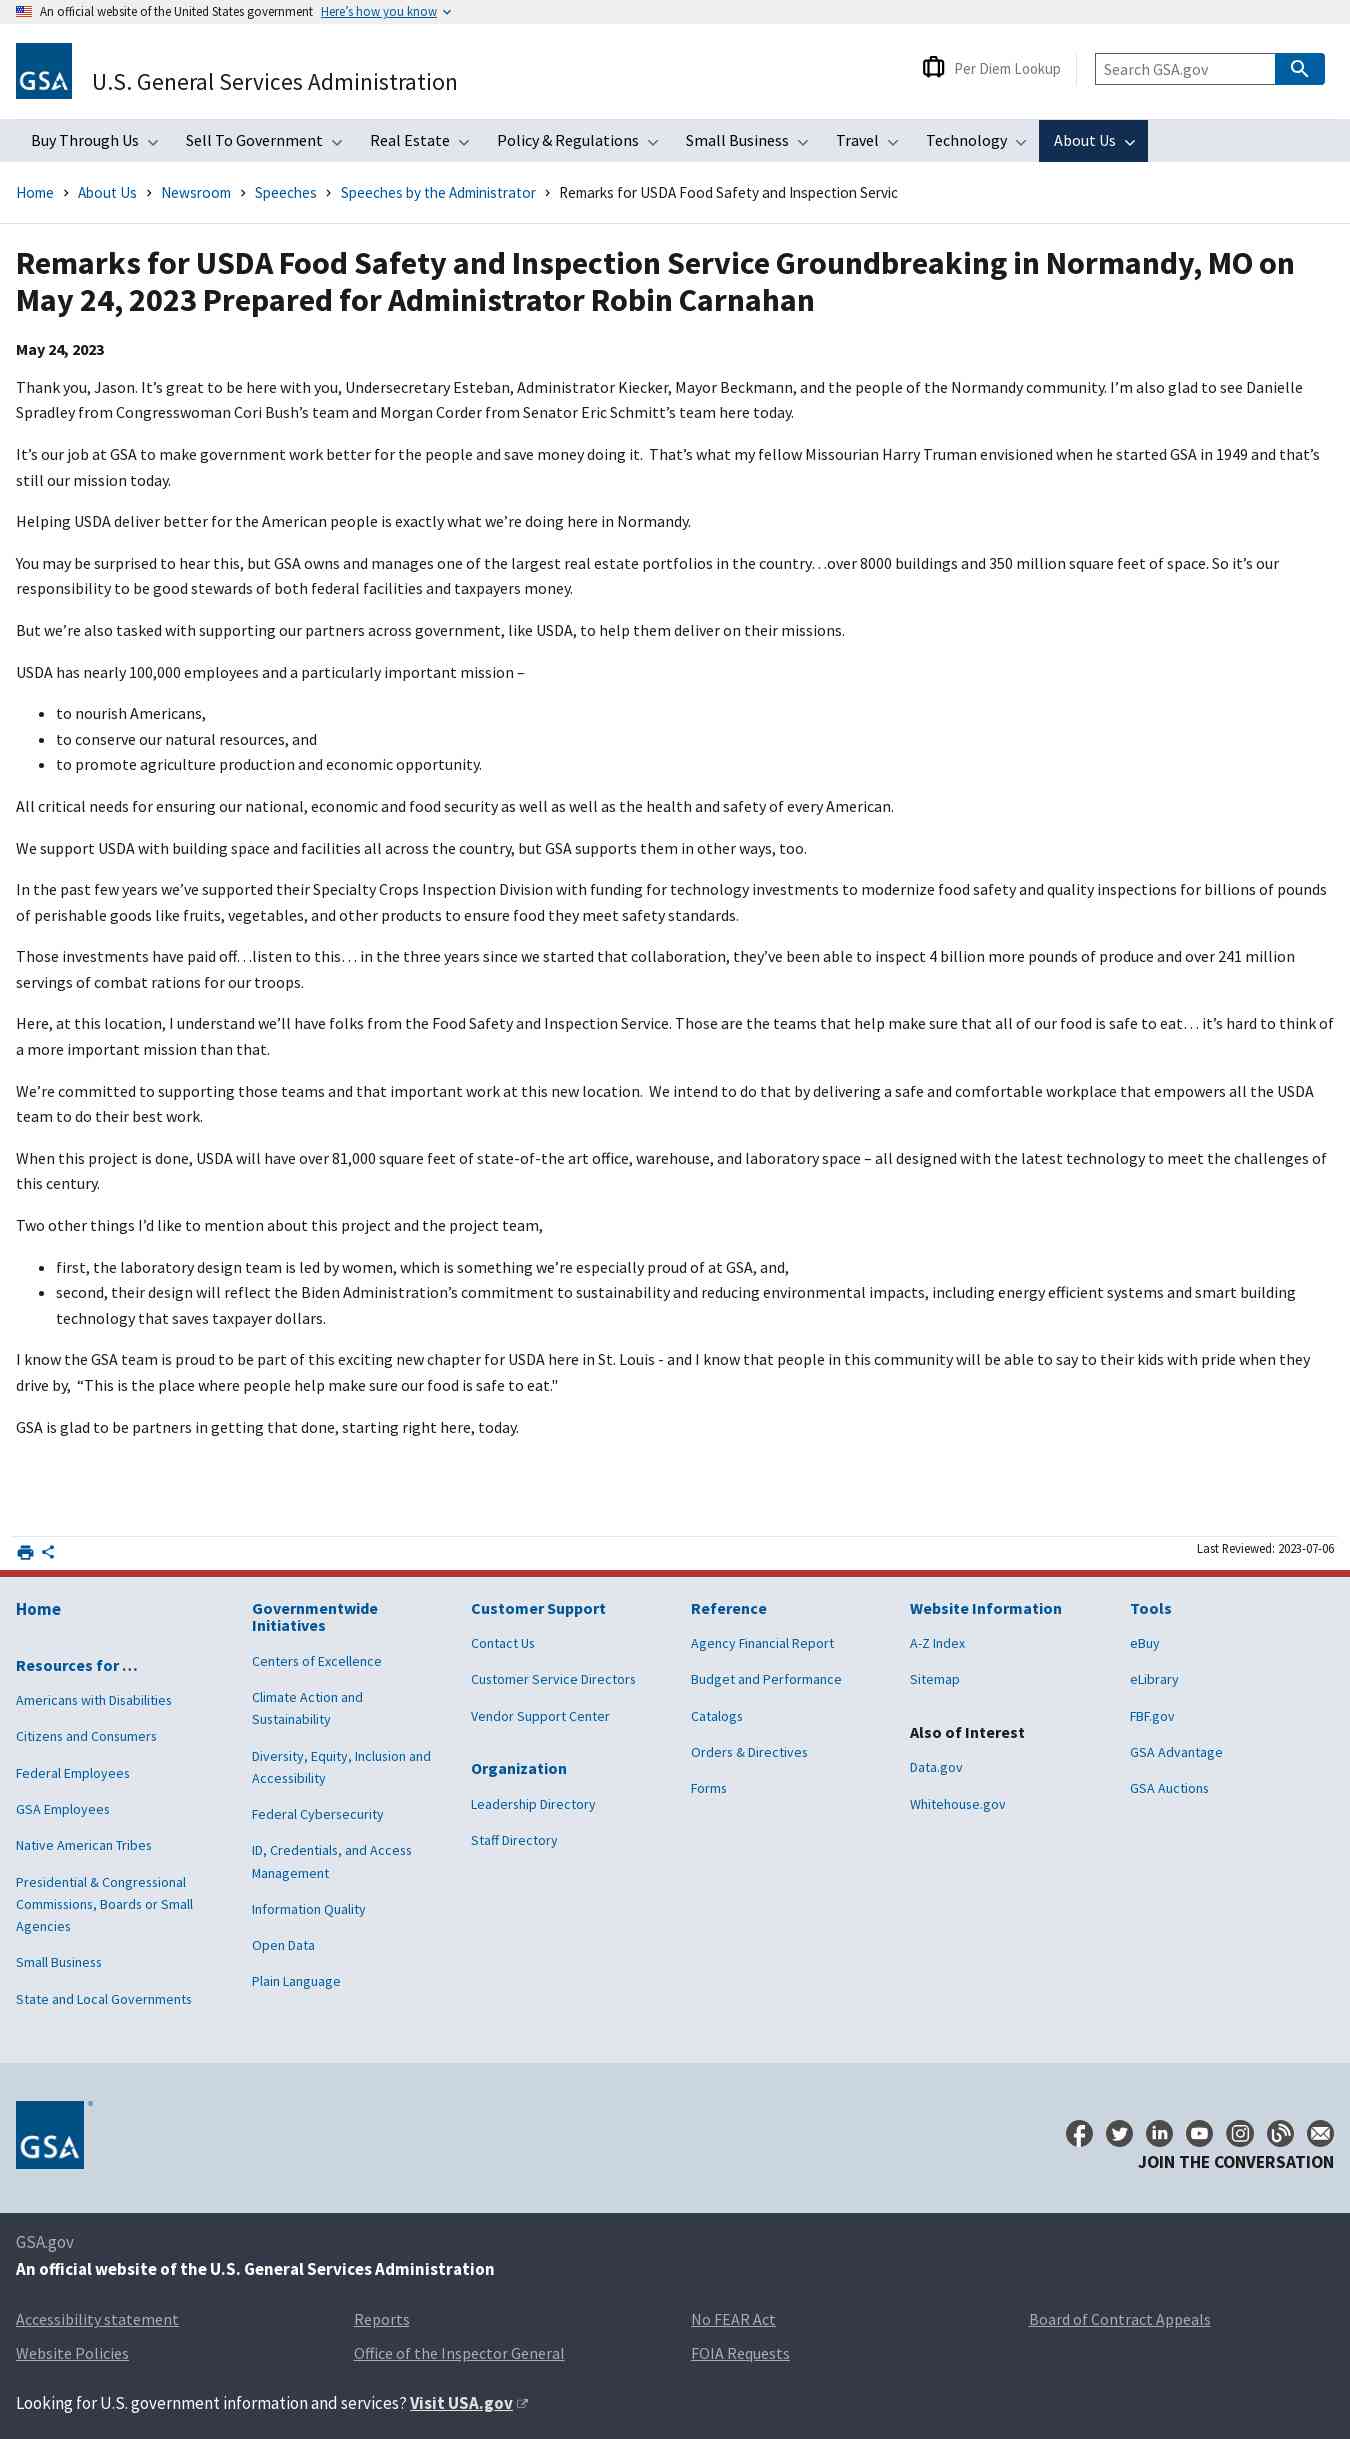 An official website of the United States government Here’s how you know
GSA
U.S. General Services Administration
Per Diem Lookup
Search GSA.gov
Buy Through Us Sell To Government Real Estate Policy & Regulations Small Business Travel Technology About Us
Home › About Us › Newsroom › Speeches › Speeches by the Administrator › Remarks for USDA Food Safety and Inspection Servic
Remarks for USDA Food Safety and Inspection Service Groundbreaking in Normandy, MO on
May 24, 2023 Prepared for Administrator Robin Carnahan
May 24, 2023
Thank you, Jason. It’s great to be here with you, Undersecretary Esteban, Administrator Kiecker, Mayor Beckmann, and the people of the Normandy community. I’m also glad to see Danielle
Spradley from Congresswoman Cori Bush’s team and Morgan Corder from Senator Eric Schmitt’s team here today.
It’s our job at GSA to make government work better for the people and save money doing it.  That’s what my fellow Missourian Harry Truman envisioned when he started GSA in 1949 and that’s
still our mission today.
Helping USDA deliver better for the American people is exactly what we’re doing here in Normandy.
You may be surprised to hear this, but GSA owns and manages one of the largest real estate portfolios in the country…over 8000 buildings and 350 million square feet of space. So it’s our
responsibility to be good stewards of both federal facilities and taxpayers money.
But we’re also tasked with supporting our partners across government, like USDA, to help them deliver on their missions.
USDA has nearly 100,000 employees and a particularly important mission –
• to nourish Americans,
• to conserve our natural resources, and
• to promote agriculture production and economic opportunity.
All critical needs for ensuring our national, economic and food security as well as well as the health and safety of every American.
We support USDA with building space and facilities all across the country, but GSA supports them in other ways, too.
In the past few years we’ve supported their Specialty Crops Inspection Division with funding for technology investments to modernize food safety and quality inspections for billions of pounds
of perishable goods like fruits, vegetables, and other products to ensure food they meet safety standards.
Those investments have paid off…listen to this… in the three years since we started that collaboration, they’ve been able to inspect 4 billion more pounds of produce and over 241 million
servings of combat rations for our troops.
Here, at this location, I understand we’ll have folks from the Food Safety and Inspection Service. Those are the teams that help make sure that all of our food is safe to eat… it’s hard to think of
a more important mission than that.
We’re committed to supporting those teams and that important work at this new location.  We intend to do that by delivering a safe and comfortable workplace that empowers all the USDA
team to do their best work.
When this project is done, USDA will have over 81,000 square feet of state-of-the art office, warehouse, and laboratory space – all designed with the latest technology to meet the challenges of
this century.
Two other things I’d like to mention about this project and the project team,
• first, the laboratory design team is led by women, which is something we’re especially proud of at GSA, and,
• second, their design will reflect the Biden Administration’s commitment to sustainability and reducing environmental impacts, including energy efficient systems and smart building
technology that saves taxpayer dollars.
I know the GSA team is proud to be part of this exciting new chapter for USDA here in St. Louis - and I know that people in this community will be able to say to their kids with pride when they
drive by,  “This is the place where people help make sure our food is safe to eat."
GSA is glad to be partners in getting that done, starting right here, today.
Last Reviewed: 2023-07-06
Home
Resources for …
Americans with Disabilities
Citizens and Consumers
Federal Employees
GSA Employees
Native American Tribes
Presidential & Congressional
Commissions, Boards or Small
Agencies
Small Business
State and Local Governments
Governmentwide
Initiatives
Centers of Excellence
Climate Action and
Sustainability
Diversity, Equity, Inclusion and
Accessibility
Federal Cybersecurity
ID, Credentials, and Access
Management
Information Quality
Open Data
Plain Language
Customer Support
Contact Us
Customer Service Directors
Vendor Support Center
Organization
Leadership Directory
Staff Directory
Reference
Agency Financial Report
Budget and Performance
Catalogs
Orders & Directives
Forms
Website Information
A-Z Index
Sitemap
Also of Interest
Data.gov
Whitehouse.gov
Tools
eBuy
eLibrary
FBF.gov
GSA Advantage
GSA Auctions
GSA
JOIN THE CONVERSATION
GSA.gov
An official website of the U.S. General Services Administration
Accessibility statement Reports No FEAR Act Board of Contract Appeals
Website Policies Office of the Inspector General FOIA Requests
Looking for U.S. government information and services? Visit USA.gov